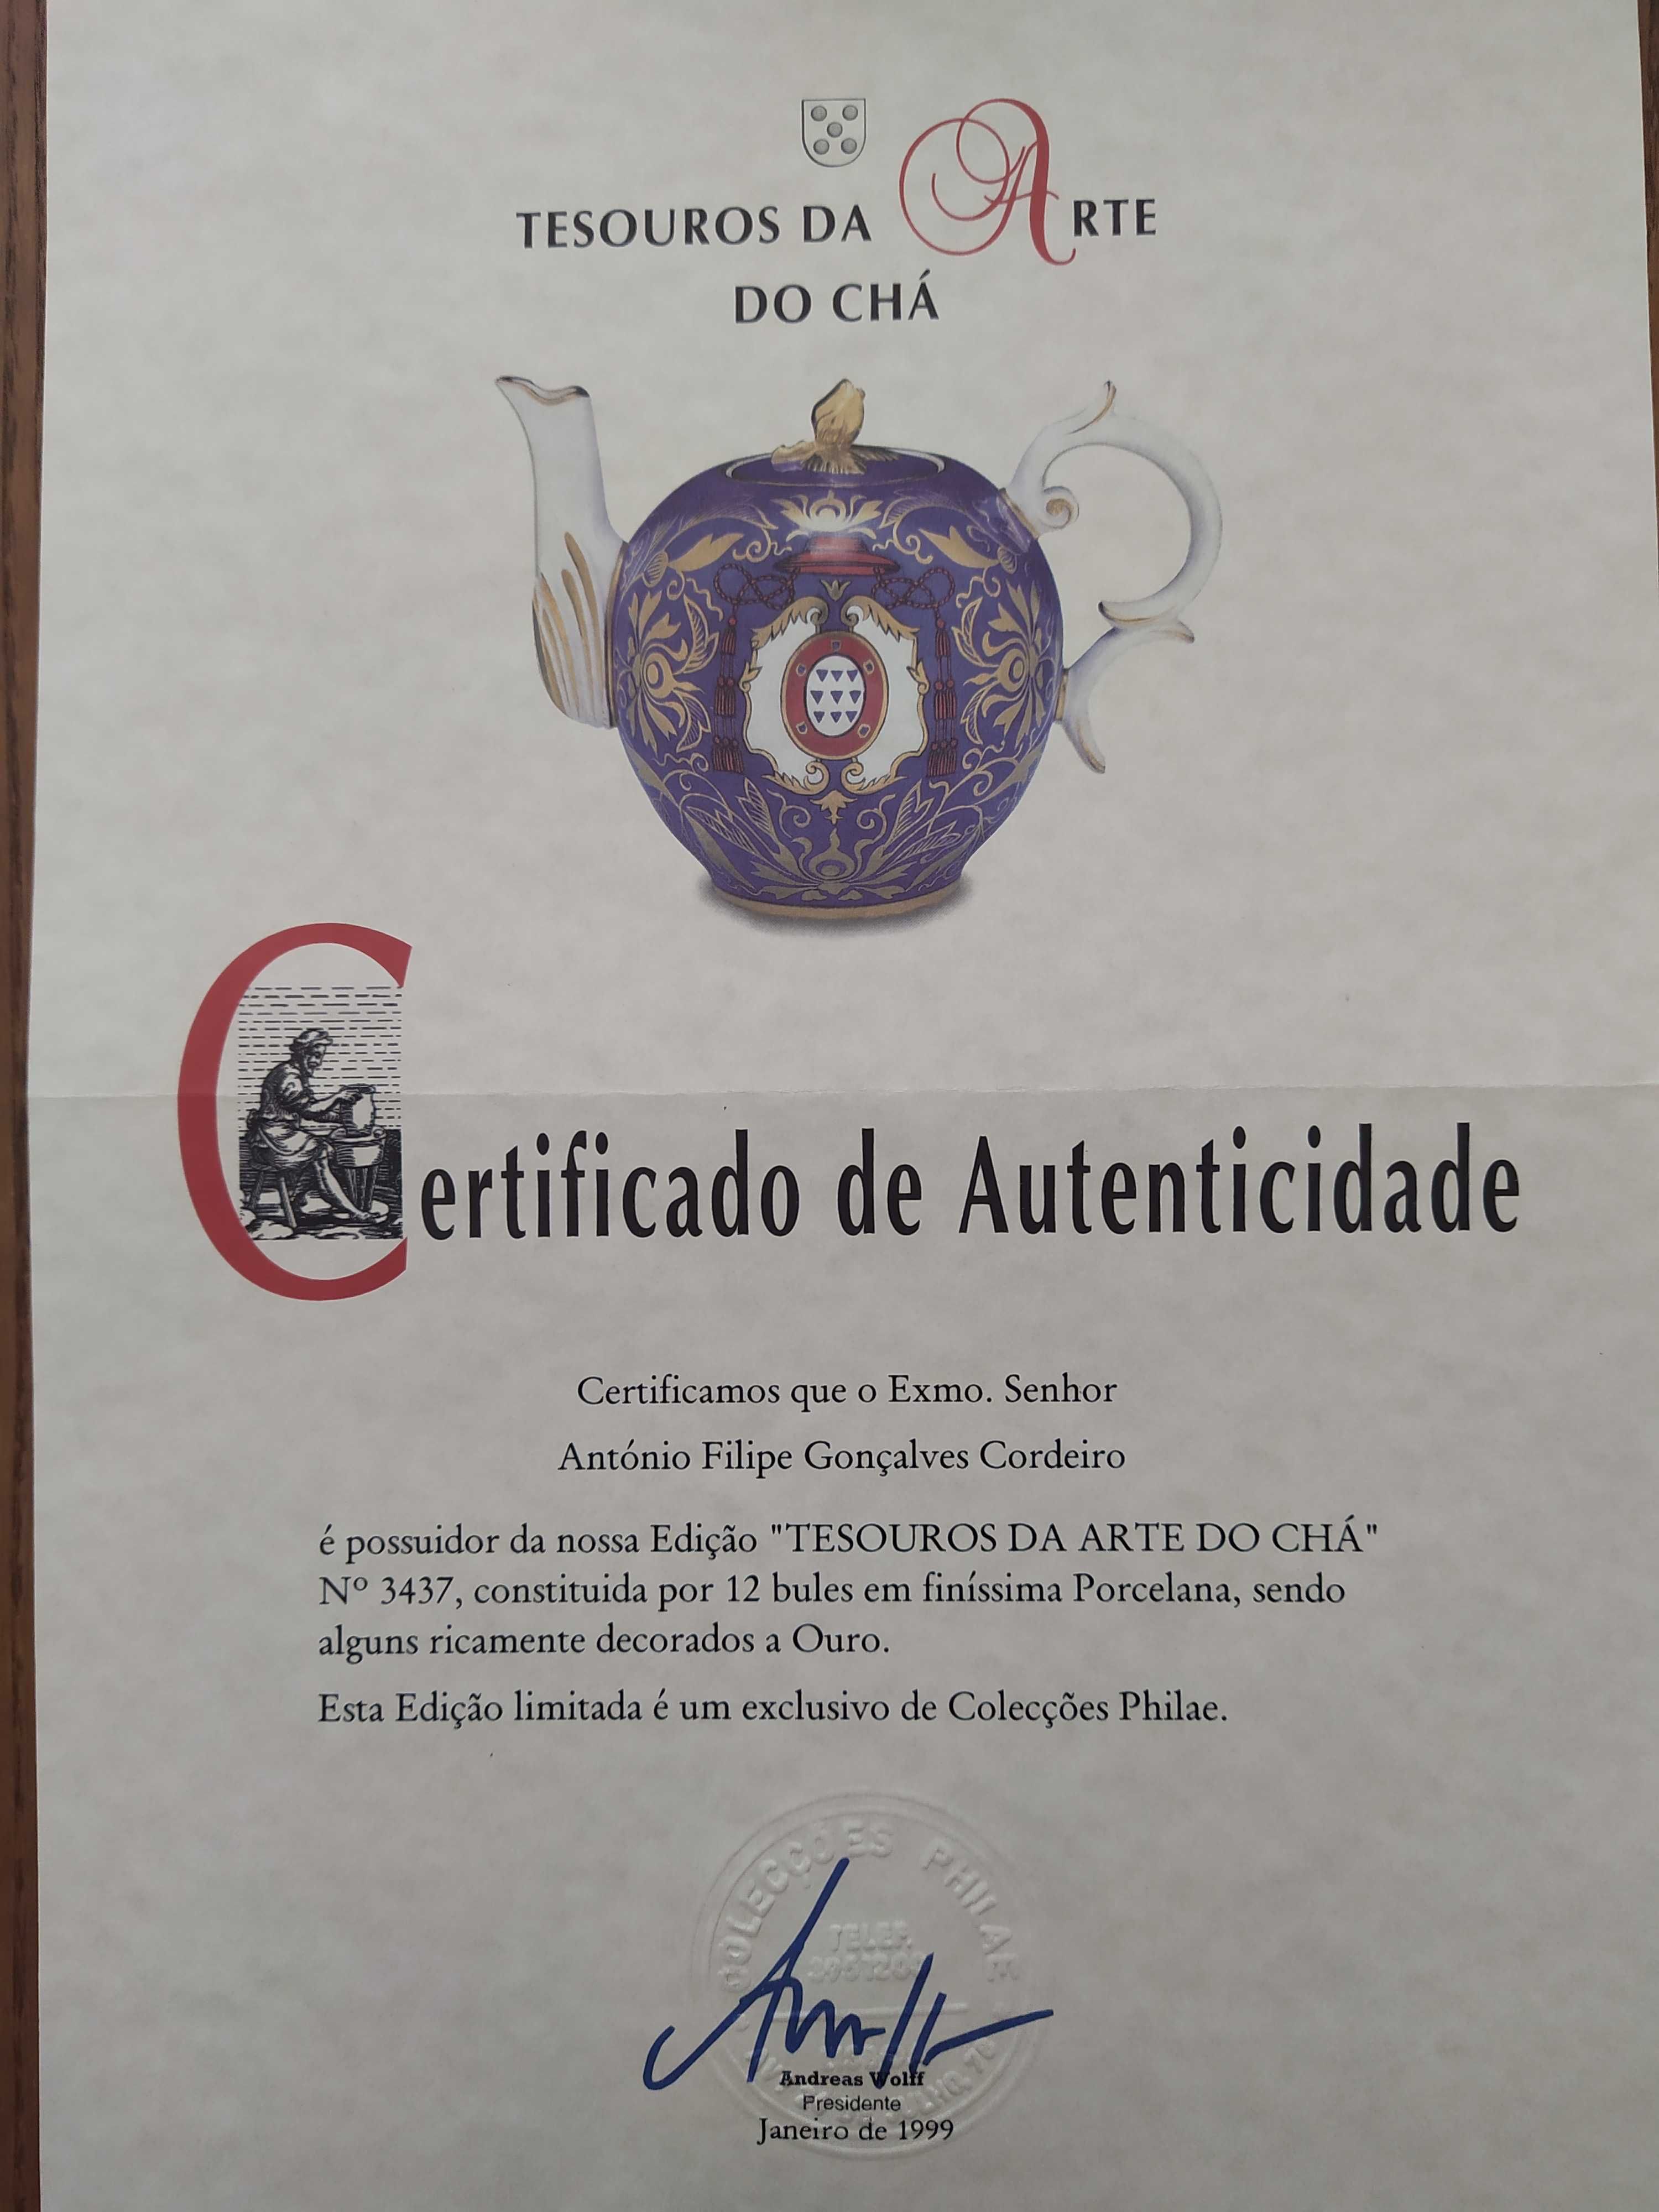 TESOUROS DA ARTE
DO CHÁ
Certificado de Autenticidade
Certificamos que o Exmo. Senhor
António Filipe Gonçalves Cordeiro
é possuidor da nossa Edição "TESOUROS DA ARTE DO CHÁ"
Nº 3437, constituida por 12 bules em finíssima Porcelana, sendo
alguns ricamente decorados a Ouro.
Esta Edição limitada é um exclusivo de Colecções Philae.
COLECÇÕES PHILAE
TELEF.
Andreas Wolff
Presidente
Janeiro de 1999